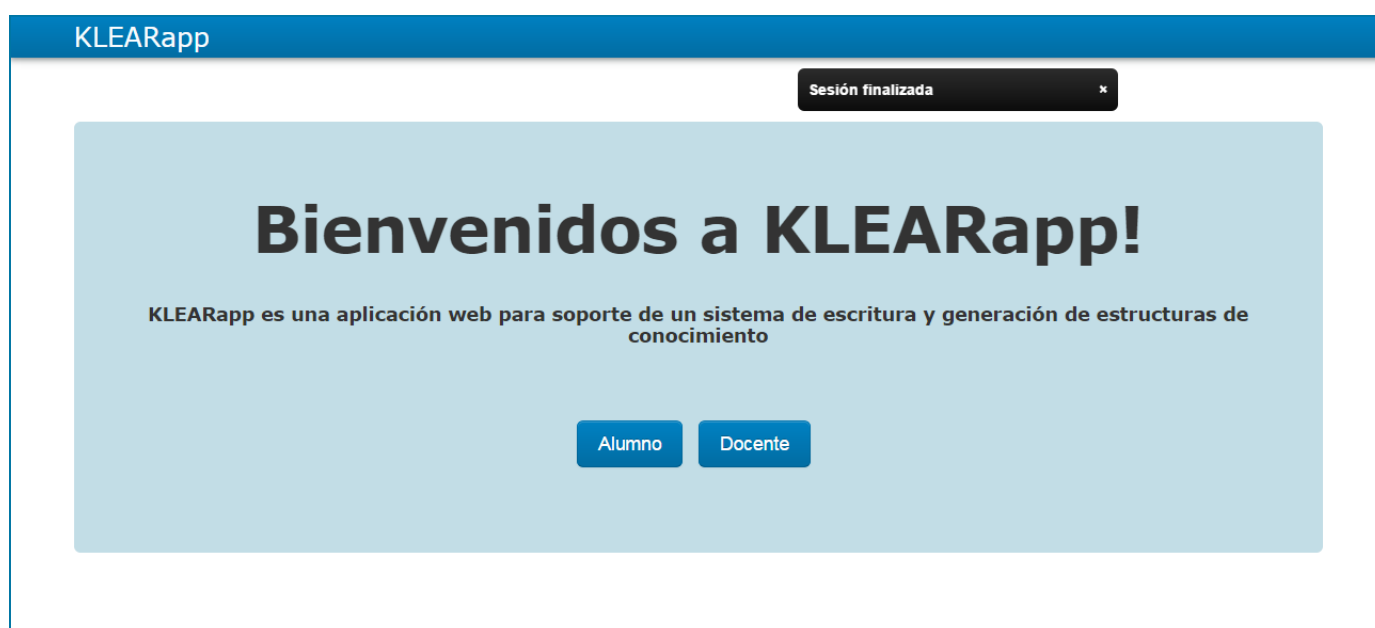 KLEARapp
Sesión finalizada ×
Bienvenidos a KLEARapp!
KLEARapp es una aplicación web para soporte de un sistema de escritura y generación de estructuras de
conocimiento
Alumno Docente